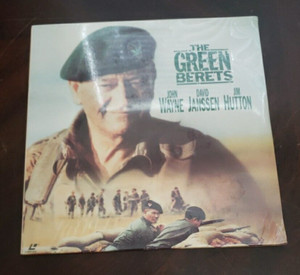 THE
GREEN
BERETS
JOHN DAVID JIM
WAYNE JANSSEN HUTTON